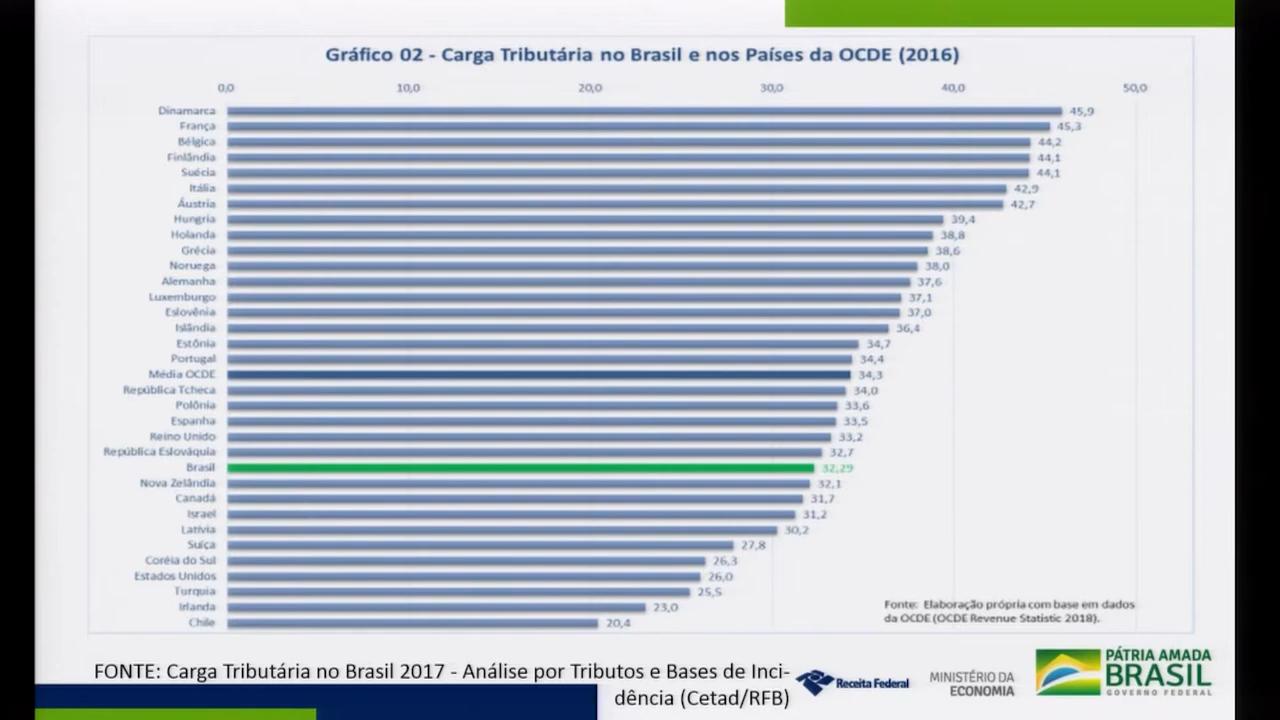 Gráfico 02 - Carga Tributária no Brasil e nos Países da OCDE (2016)
0,0 10,0 20,0 30,0 40,0 50,0
Dinamarca 45,9
França 45,3
Bélgica 44,2
Finlândia 44,1
Suécia 44,1
Itália 42,9
Áustria 42,7
Hungria 39,4
Holanda 38,8
Grécia 38,6
Noruega 38,0
Alemanha 37,6
Luxemburgo 37,1
Eslovênia 37,0
Islândia 36,4
Estônia 34,7
Portugal 34,4
Média OCDE 34,3
República Tcheca 34,0
Polônia 33,6
Espanha 33,5
Reino Unido 33,2
República Eslováquia 32,7
Brasil 32,29
Nova Zelândia 32,1
Canadá 31,7
Israel 31,2
Latívia 30,2
Suíça 27,8
Coréia do Sul 26,3
Estados Unidos 26,0
Turquia 25,5
Irlanda 23,0
Chile 20,4
Fonte: Elaboração própria com base em dados
da OCDE (OCDE Revenue Statistic 2018).
FONTE: Carga Tributária no Brasil 2017 - Análise por Tributos e Bases de Inci-
dência (Cetad/RFB)
Receita Federal
MINISTÉRIO DA
ECONOMIA
PÁTRIA AMADA
BRASIL
GOVERNO FEDERAL